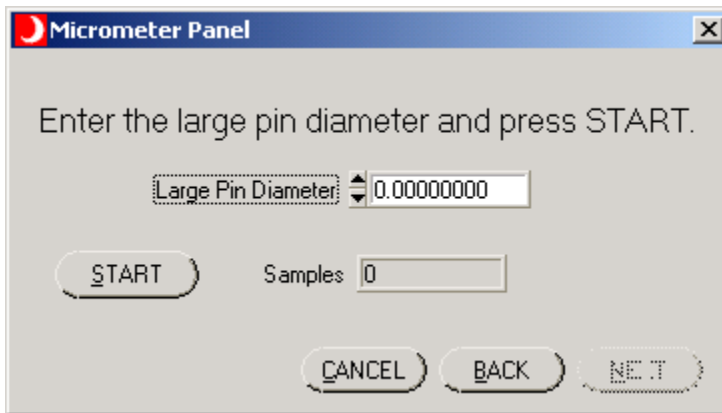 Micrometer Panel
Enter the large pin diameter and press START.
Large Pin Diameter 0.00000000
START Samples 0
CANCEL BACK NEXT